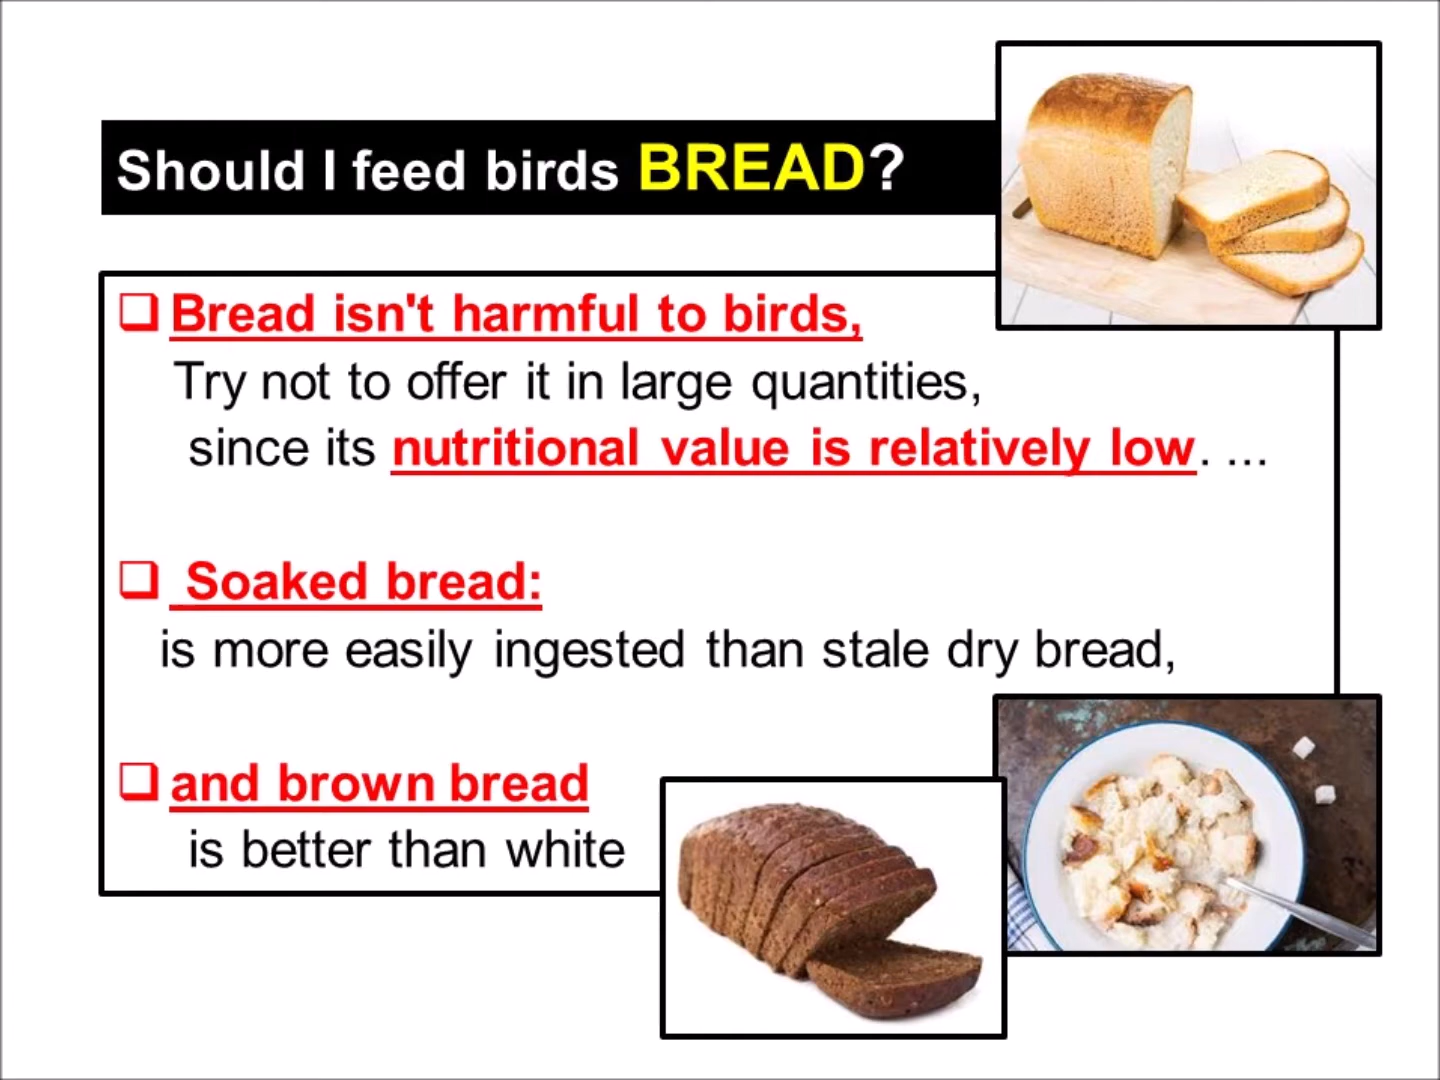 Should I feed birds BREAD?
❑ Bread isn't harmful to birds,
Try not to offer it in large quantities,
since its nutritional value is relatively low. ...
❑ Soaked bread:
is more easily ingested than stale dry bread,
❑ and brown bread
is better than white